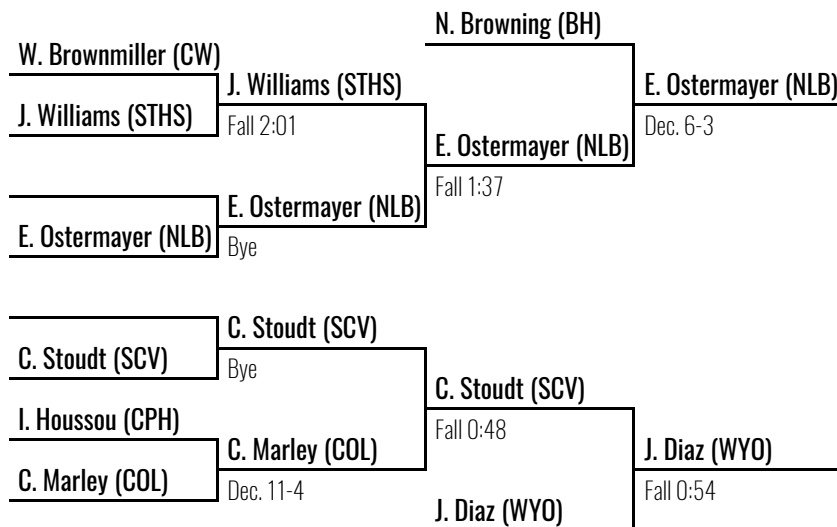 N. Browning (BH)
W. Brownmiller (CW)
J. Williams (STHS)
E. Ostermayer (NLB)
J. Williams (STHS)
Fall 2:01
Dec. 6-3
E. Ostermayer (NLB)
Fall 1:37
E. Ostermayer (NLB)
E. Ostermayer (NLB)
Bye
C. Stoudt (SCV)
C. Stoudt (SCV)
Bye
C. Stoudt (SCV)
I. Houssou (CPH)
Fall 0:48
C. Marley (COL)
J. Diaz (WYO)
C. Marley (COL)
Dec. 11-4
Fall 0:54
J. Diaz (WYO)